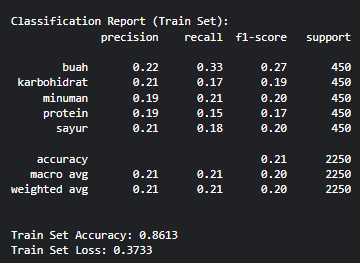 Classification Report (Train Set):
precision recall f1-score support
buah 0.22 0.33 0.27 450
karbohidrat 0.21 0.17 0.19 450
minuman 0.19 0.21 0.20 450
protein 0.19 0.15 0.17 450
sayur 0.21 0.18 0.20 450
accuracy 0.21 2250
macro avg 0.21 0.21 0.20 2250
weighted avg 0.21 0.21 0.20 2250
Train Set Accuracy: 0.8613
Train Set Loss: 0.3733